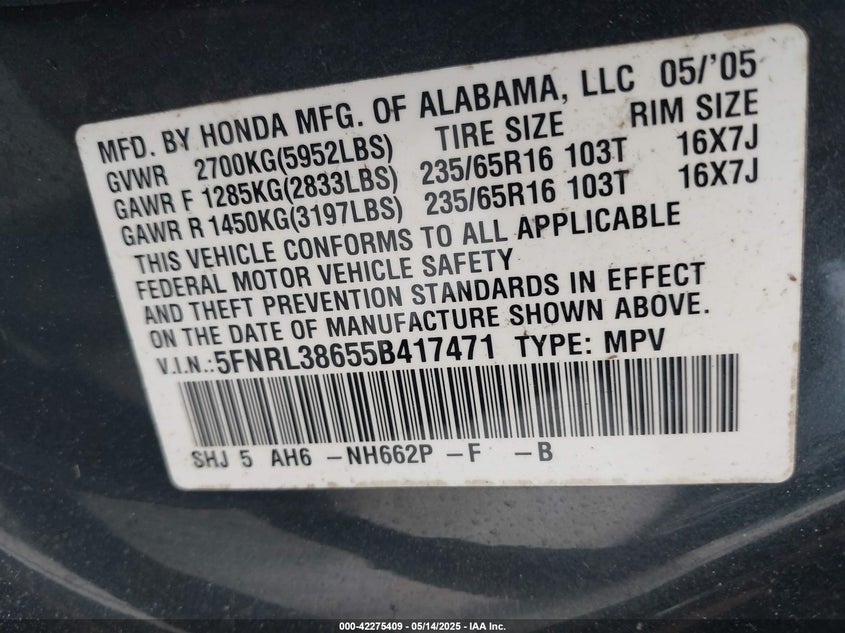 MFD. BY HONDA MFG. OF ALABAMA, LLC 05/'05
GVWR 2700KG(5952LBS) TIRE SIZE RIM SIZE
GAWR F 1285KG(2833LBS) 235/65R16 103T 16X7J
GAWR R 1450KG(3197LBS) 235/65R16 103T 16X7J
THIS VEHICLE CONFORMS TO ALL APPLICABLE
FEDERAL MOTOR VEHICLE SAFETY
AND THEFT PREVENTION STANDARDS IN EFFECT
ON THE DATE OF MANUFACTURE SHOWN ABOVE.
V.I.N.:5FNRL38655B417471 TYPE: MPV
SHJ 5 AH6 -NH662P -F -B
000-42275409 - 05/14/2025 - IAA Inc.